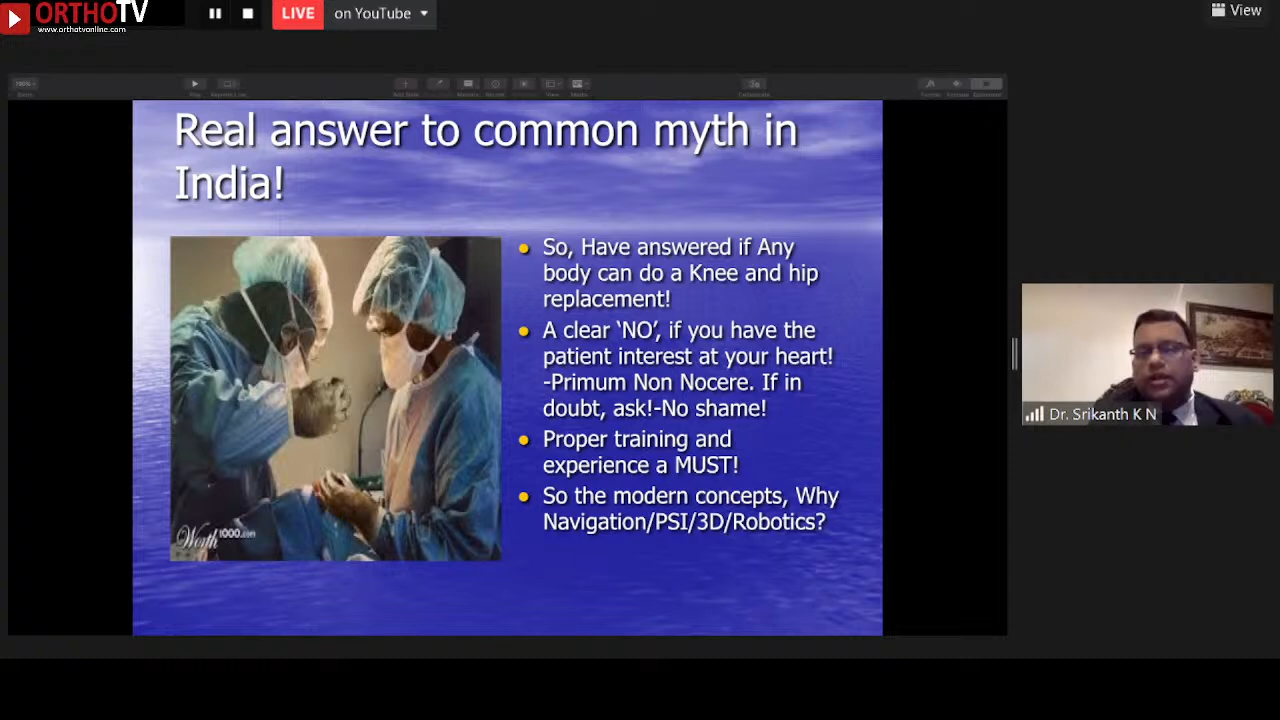 ORTHOTV
www.orthotvonline.com
LIVE
on YouTube
View
100%
Real answer to common myth in
India!
So, Have answered if Any
body can do a Knee and hip
replacement!
A clear ‘NO’, if you have the
patient interest at your heart!
-Primum Non Nocere. If in
doubt, ask!-No shame!
Proper training and
experience a MUST!
So the modern concepts, Why
Navigation/PSI/3D/Robotics?
Worth1000.com
Dr. Srikanth K N